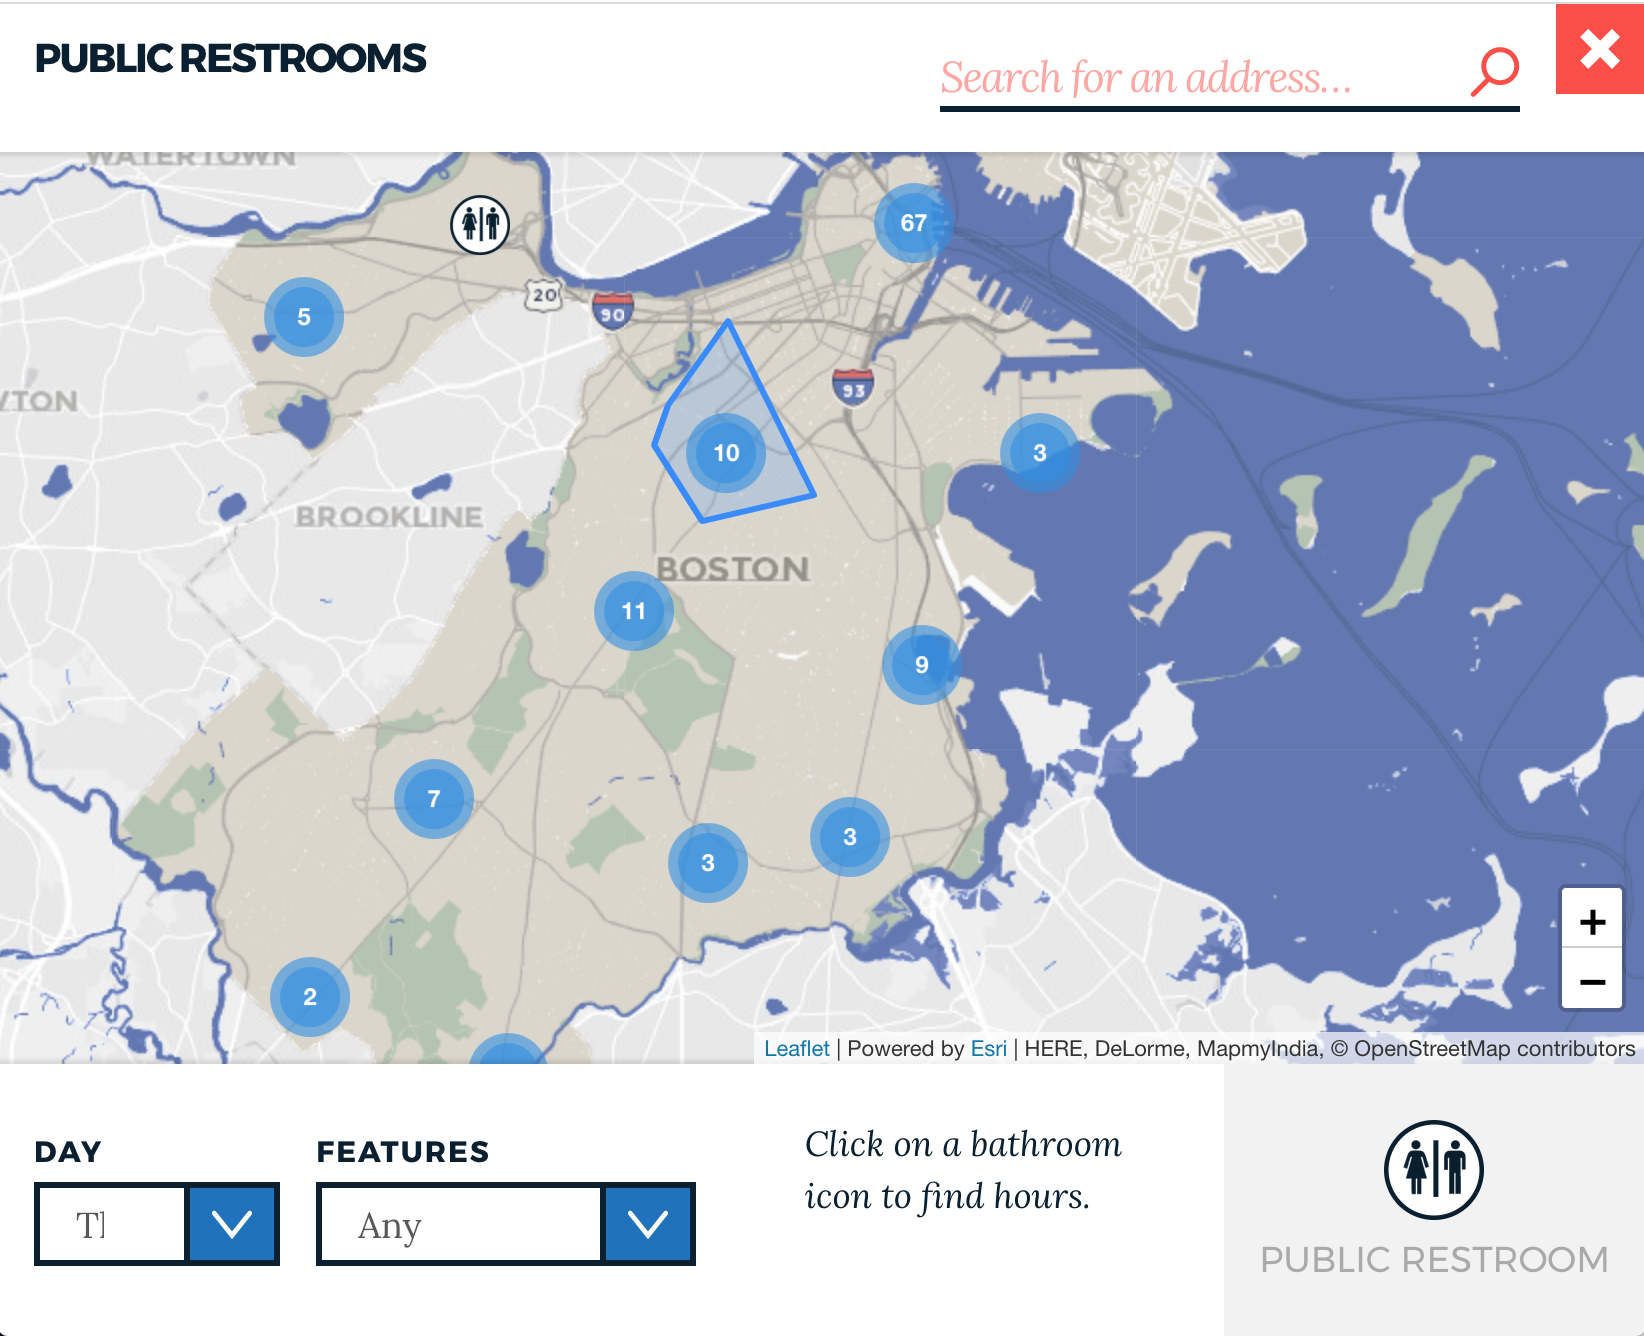 PUBLIC RESTROOMS
Search for an address...
WATERTOWN
67
20
5
90
93
10
3
BROOKLINE
BOSTON
11
9
7
3
3
2
+
−
Leaflet | Powered by Esri | HERE, DeLorme, MapmyIndia, © OpenStreetMap contributors
DAY
FEATURES
Any
Click on a bathroom
icon to find hours.
PUBLIC RESTROOM